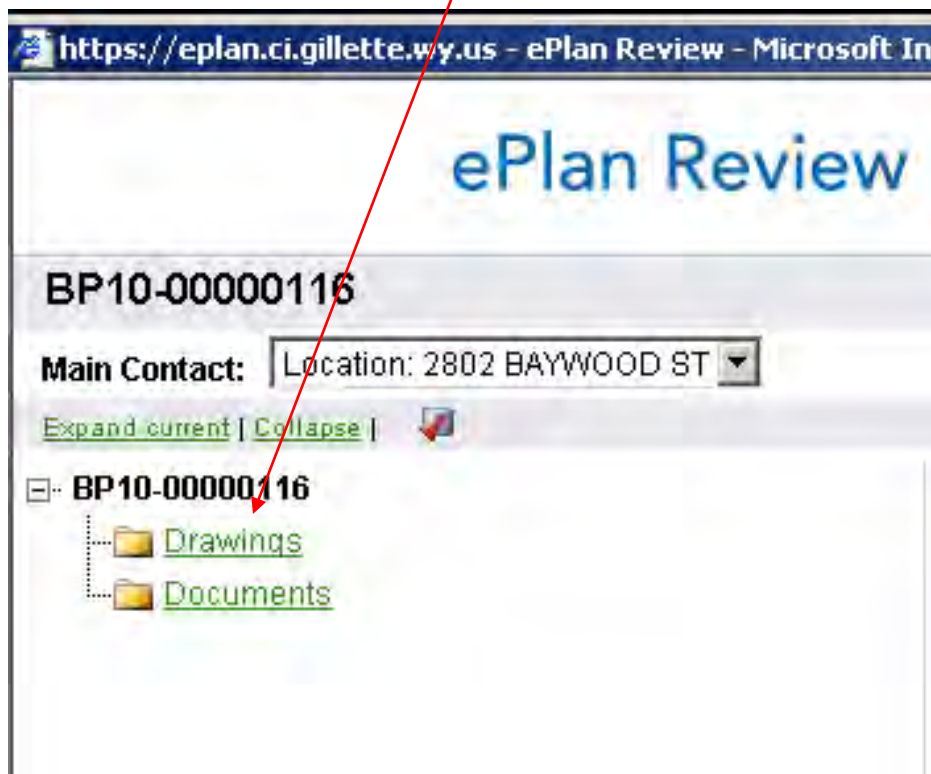 https://eplan.ci.gillette.wy.us - ePlan Review - Microsoft In
ePlan Review
BP10-00000116
Main Contact: Location: 2802 BAYWOOD ST
Expand current | Collapse |
BP10-00000116
Drawings
Documents